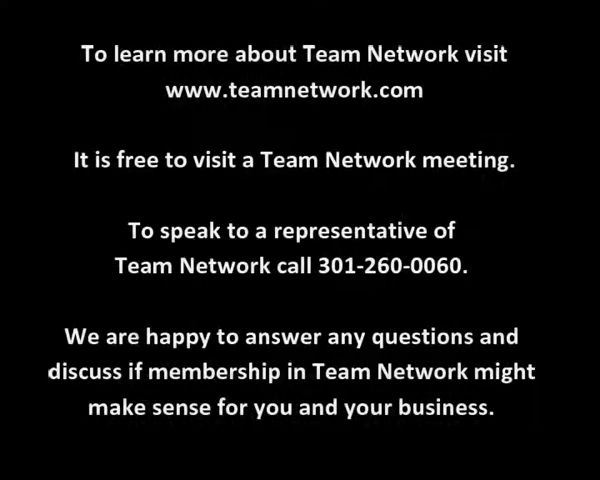 To learn more about Team Network visit
www.teamnetwork.com
It is free to visit a Team Network meeting.
To speak to a representative of
Team Network call 301-260-0060.
We are happy to answer any questions and
discuss if membership in Team Network might
make sense for you and your business.